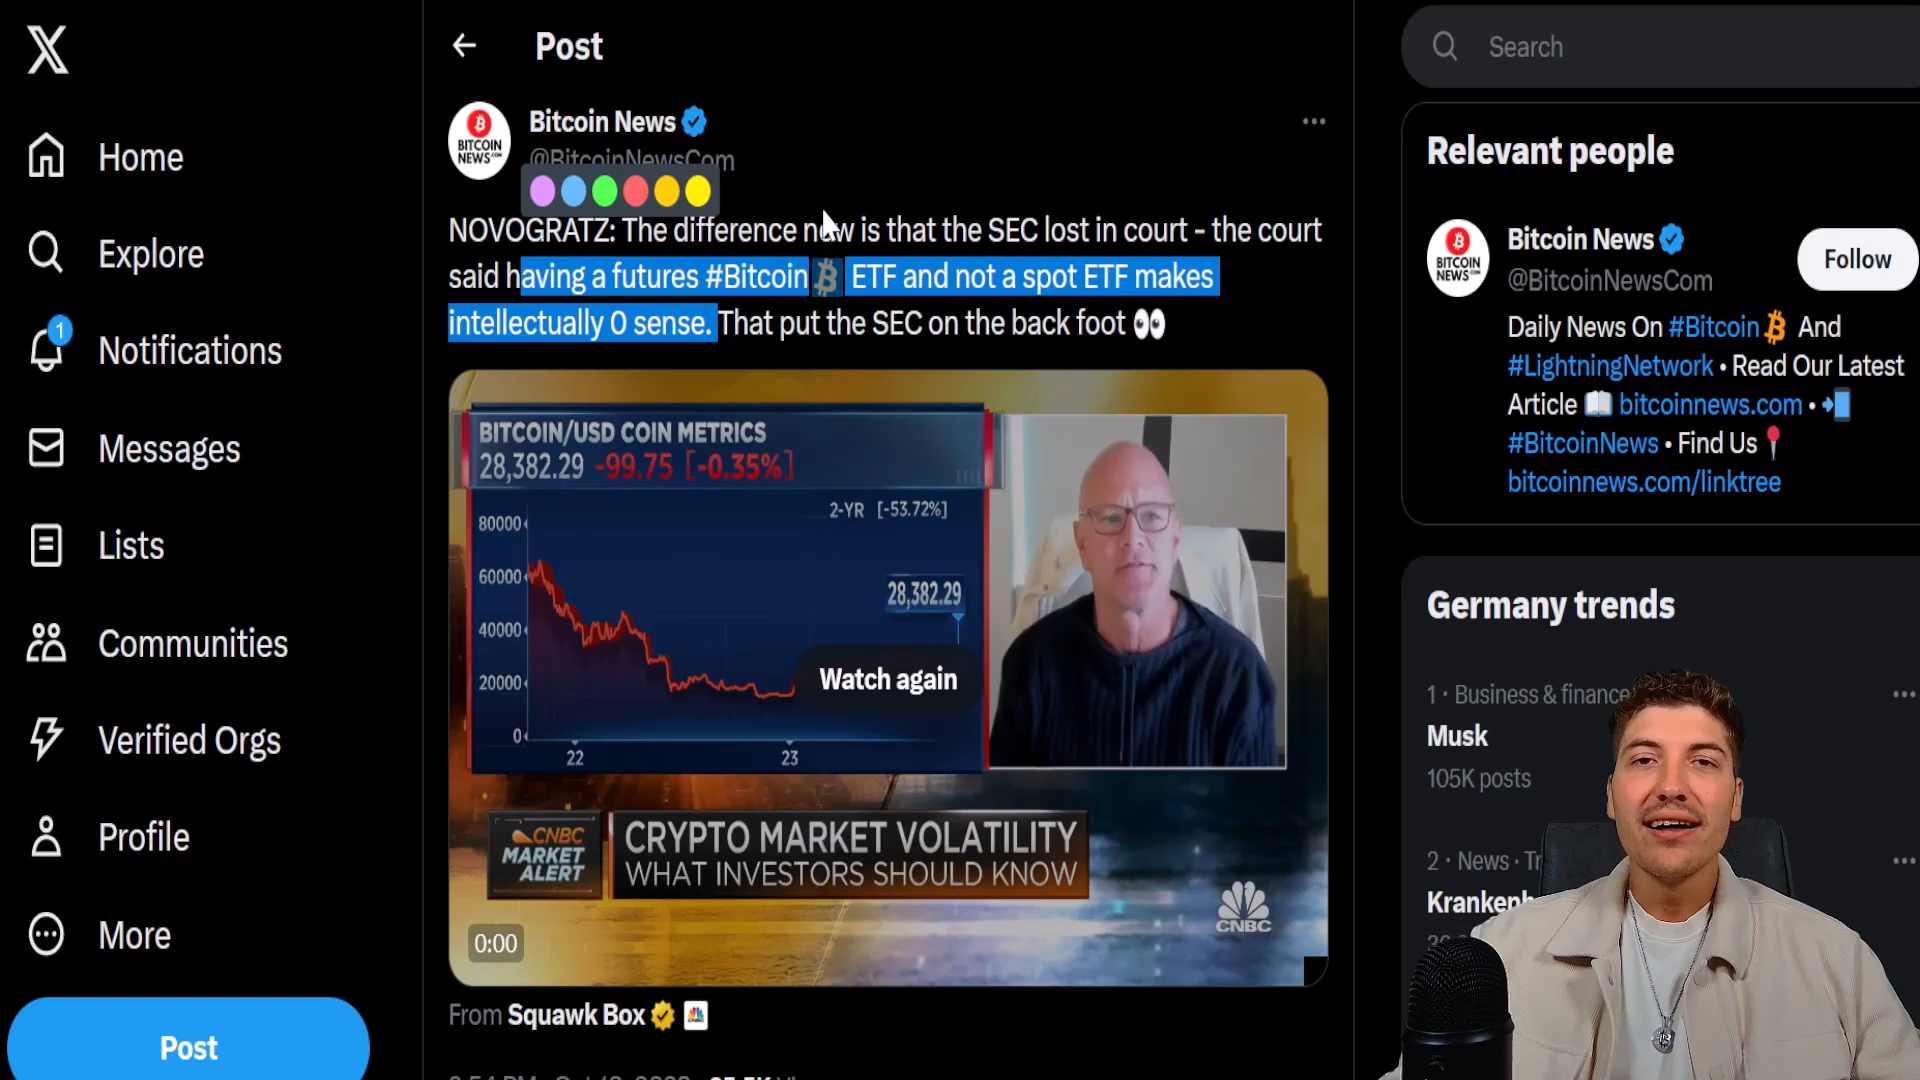 Home
Explore
1
Notifications
Messages
Lists
Communities
Verified Orgs
Profile
More
Post
Post
BITCOIN
NEWS
Bitcoin News
@BitcoinNewsCom
NOVOGRATZ: The difference now is that the SEC lost in court - the court
said having a futures #Bitcoin ETF and not a spot ETF makes
intellectually 0 sense. That put the SEC on the back foot
BITCOIN/USD COIN METRICS
28,382.29 -99.75 [-0.35%]
2-YR [-53.72%]
80000
60000
40000
20000
0
22
23
28,382.29
Watch again
CNBC
MARKET
ALERT
CRYPTO MARKET VOLATILITY
WHAT INVESTORS SHOULD KNOW
CNBC
0:00
From Squawk Box
Search
Relevant people
BITCOIN
NEWS
Bitcoin News
@BitcoinNewsCom
Follow
Daily News On #Bitcoin And
#LightningNetwork • Read Our Latest
Article bitcoinnews.com •
#BitcoinNews • Find Us
bitcoinnews.com/linktree
Germany trends
1 · Business & finance
Musk
105K posts
2 · News